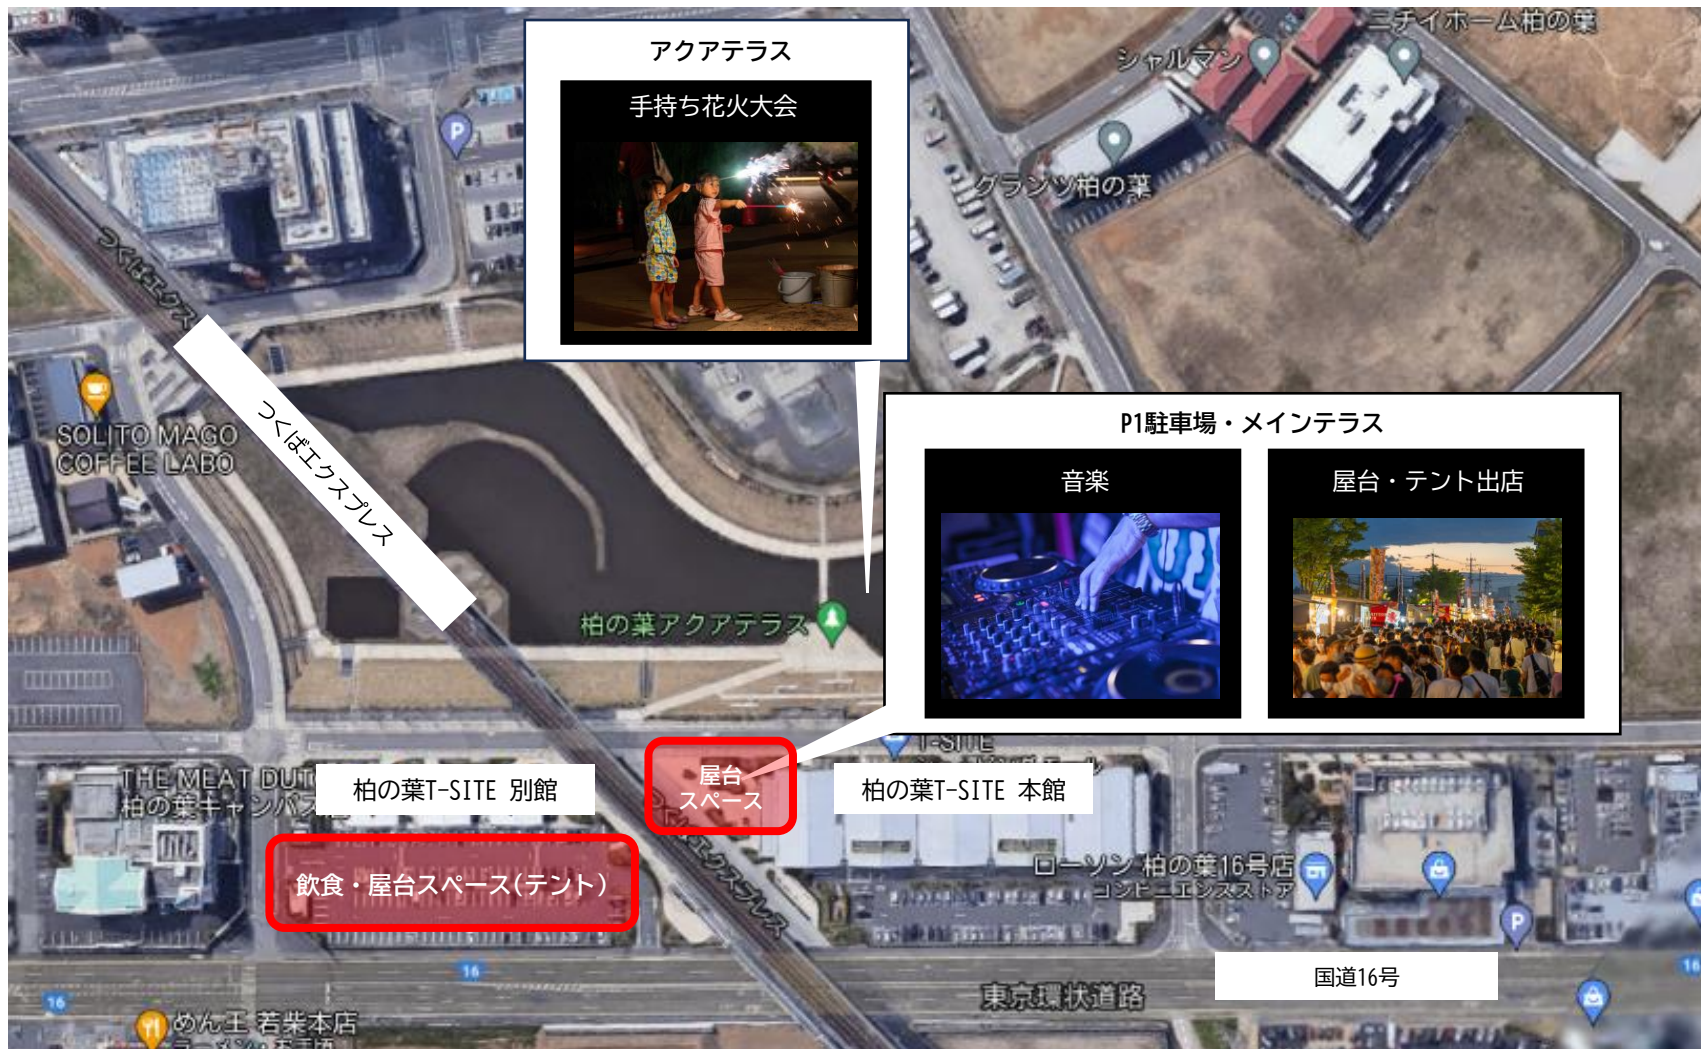 アクアテラス
手持ち花火大会
ニチイホーム柏の葉
シャルマン
グランツ柏の葉
P
つくばエクスプレス
つくばエクスプレス
SOLITO MAGO
COFFEE LABO
P1駐車場・メインテラス
音楽
屋台・テント出店
柏の葉アクアテラス
T-SITE
THE MEAT DUT
柏の葉キャンパス
柏の葉T-SITE 別館
屋台
スペース
柏の葉T-SITE 本館
飲食・屋台スペース(テント)
つくばエクスプレス
ローソン 柏の葉16号店
コンビニエンスストア
P
国道16号
16
16
16
東京環状道路
めん王 若柴本店